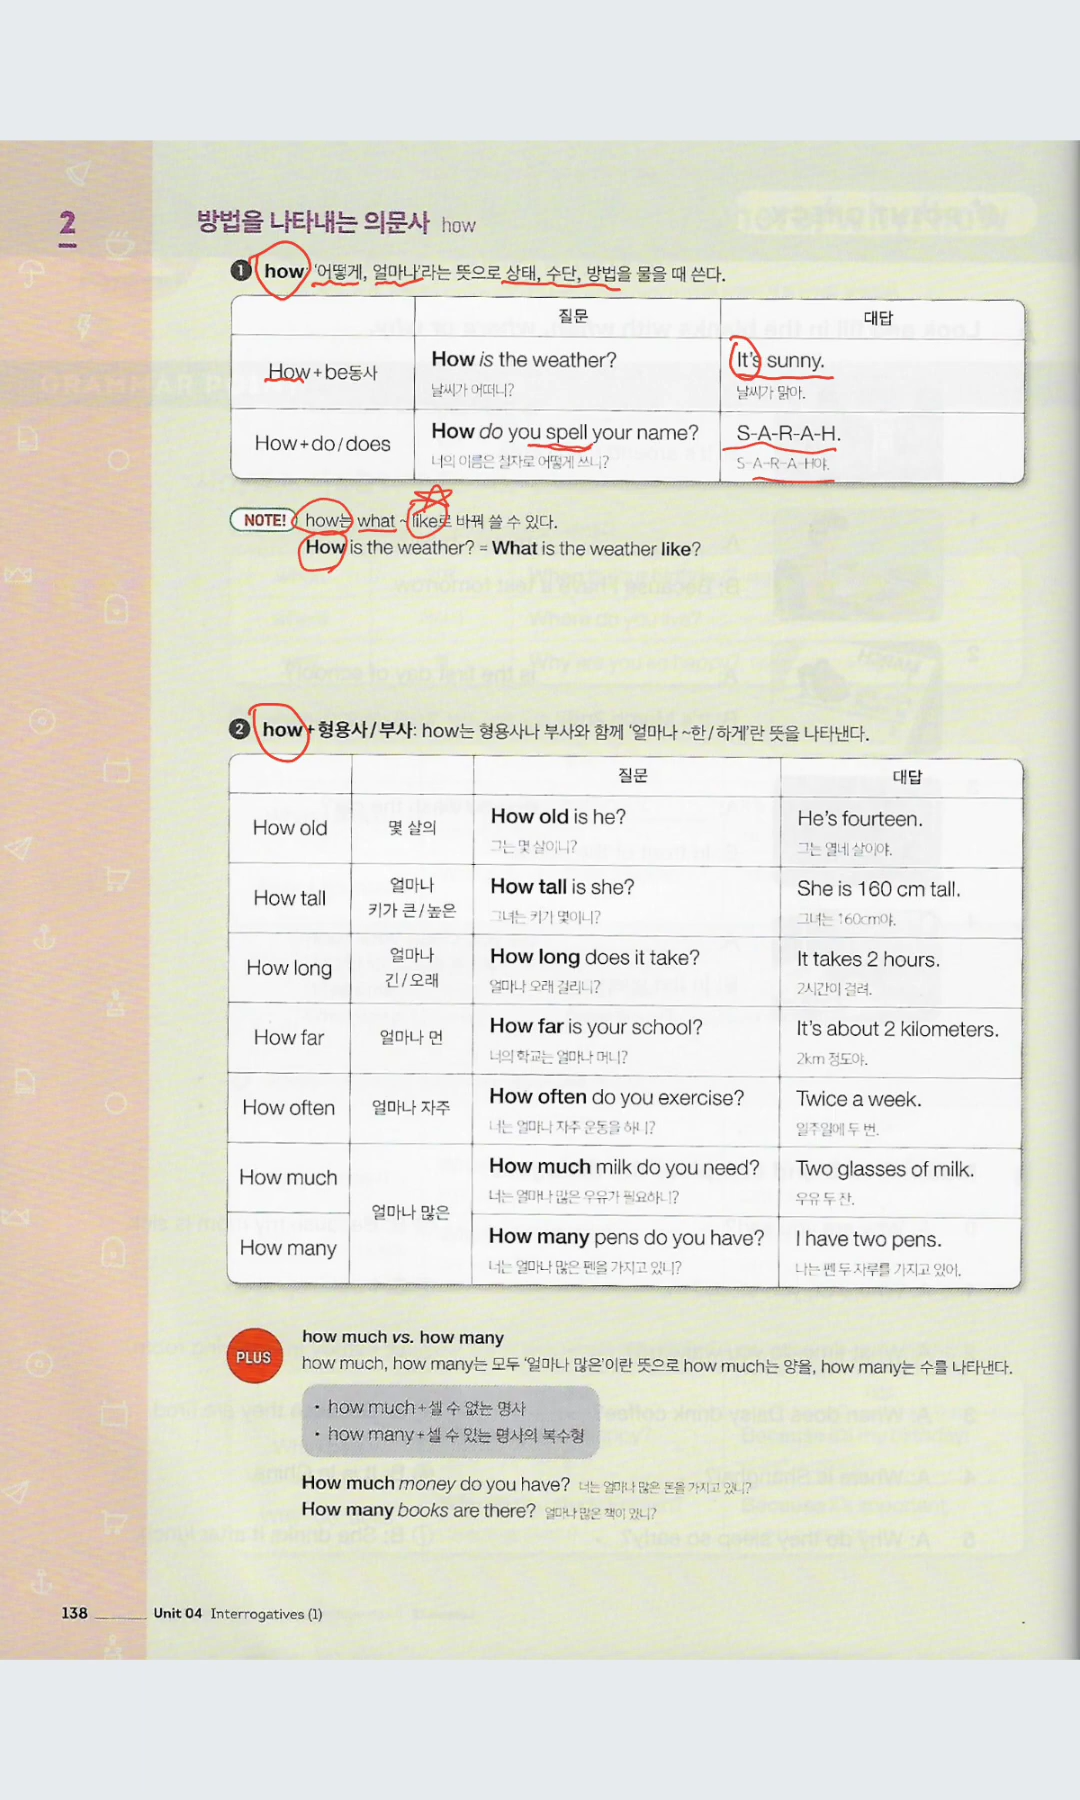 2
방법을 나타내는 의문사 how
1 how: '어떻게, 얼마나'라는 뜻으로 상태, 수단, 방법을 물을 때 쓴다.
질문 대답
How + be동사 How is the weather? It's sunny.
날씨가 어떠니? 날씨가 맑아.
How + do / does How do you spell your name? S-A-R-A-H.
너의 이름은 철자로 어떻게 쓰니? S-A-R-A-H야.
NOTE! how는 what ~ like로 바꿔 쓸 수 있다.
How is the weather? = What is the weather like?
2 how + 형용사 / 부사: how는 형용사나 부사와 함께 '얼마나 ~한 / 하게'란 뜻을 나타낸다.
질문 대답
How old 몇 살의 How old is he? He's fourteen.
그는 몇 살이니? 그는 열네 살이야.
How tall 얼마나 키가 큰 / 높은 How tall is she? She is 160 cm tall.
그녀는 키가 몇이니? 그녀는 160cm야.
How long 얼마나 긴 / 오래 How long does it take? It takes 2 hours.
얼마나 오래 걸리니? 2시간이 걸려.
How far 얼마나 먼 How far is your school? It's about 2 kilometers.
너의 학교는 얼마나 머니? 2km 정도야.
How often 얼마나 자주 How often do you exercise? Twice a week.
너는 얼마나 자주 운동을 하니? 일주일에 두 번.
How much 얼마나 많은 How much milk do you need? Two glasses of milk.
너는 얼마나 많은 우유가 필요하니? 우유 두 잔.
How many How many pens do you have? I have two pens.
너는 얼마나 많은 펜을 가지고 있니? 나는 펜 두 자루를 가지고 있어.
PLUS how much vs. how many
how much, how many는 모두 '얼마나 많은'이란 뜻으로 how much는 양을, how many는 수를 나타낸다.
• how much + 셀 수 없는 명사
• how many + 셀 수 있는 명사의 복수형
How much money do you have? 너는 얼마나 많은 돈을 가지고 있니?
How many books are there? 얼마나 많은 책이 있니?
138 Unit 04 Interrogatives (1)